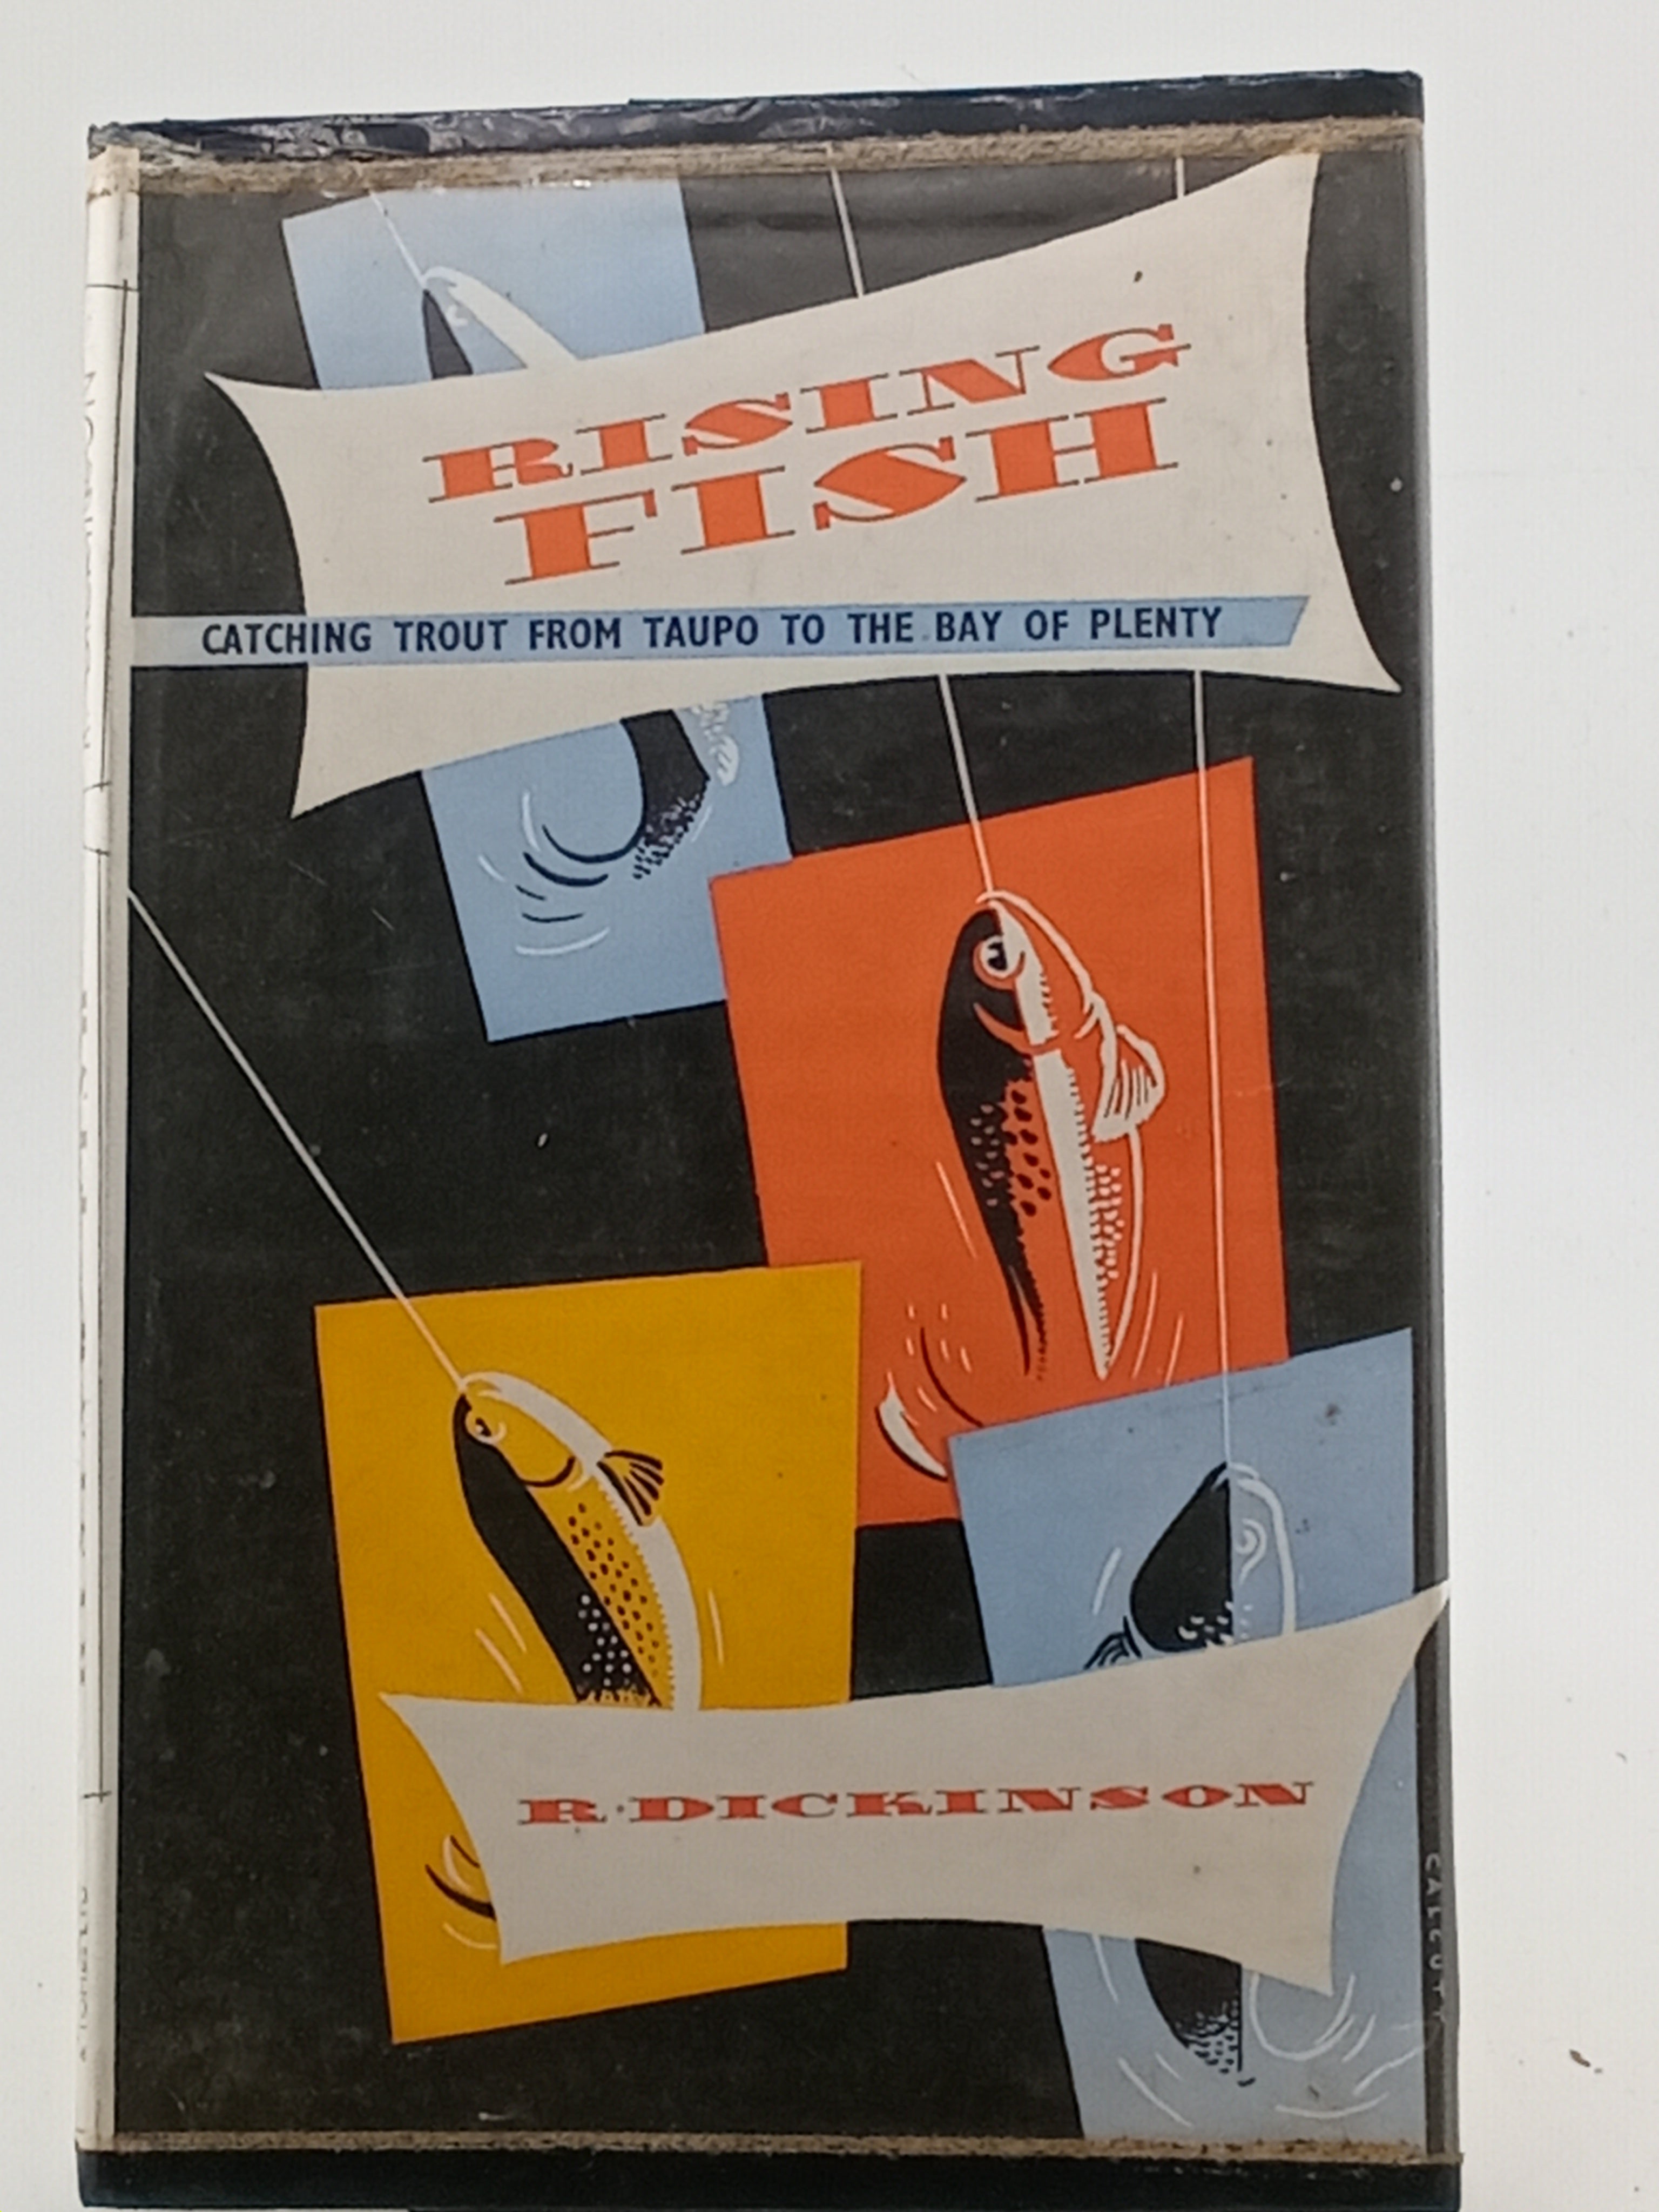 RISING
FISH
CATCHING TROUT FROM TAUPO TO THE BAY OF PLENTY
R·DICKINSON